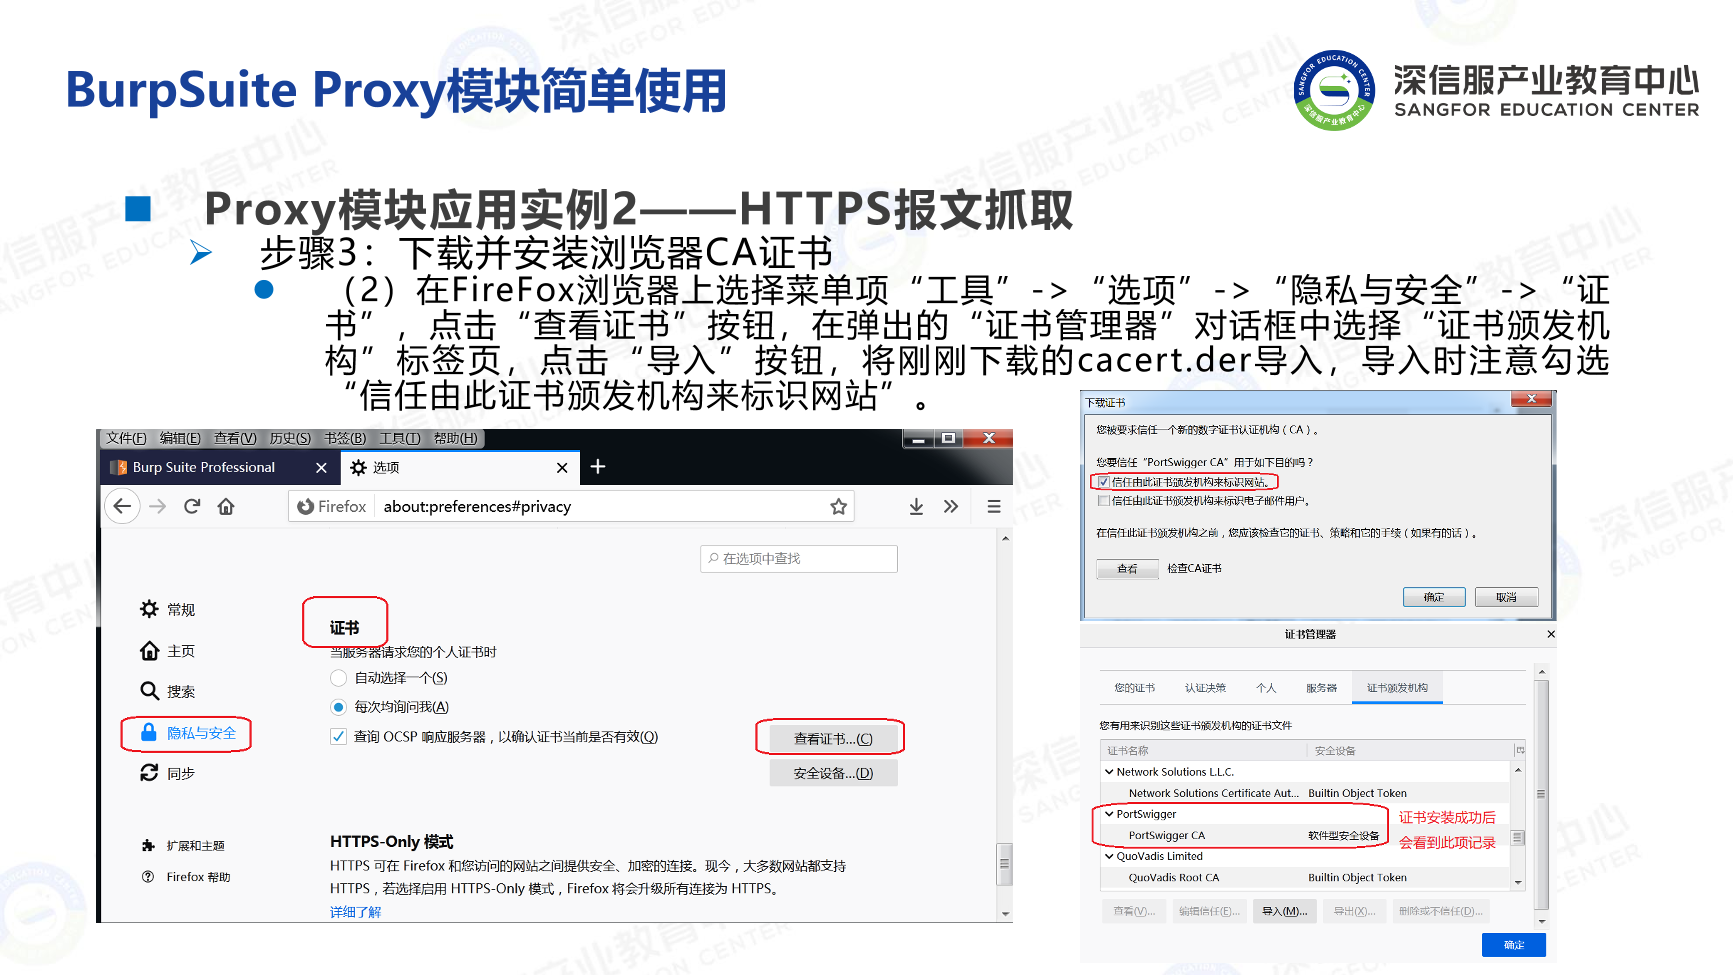 BurpSuite Proxy模块简单使用
深信服产业教育中心
SANGFOR EDUCATION CENTER
Proxy模块应用实例2——HTTPS报文抓取
步骤3：下载并安装浏览器CA证书
（2）在FireFox浏览器上选择菜单项“工具”->“选项”->“隐私与安全”->“证
书”，点击“查看证书”按钮，在弹出的“证书管理器”对话框中选择“证书颁发机
构”标签页，点击“导入”按钮，将刚刚下载的cacert.der导入，导入时注意勾选
“信任由此证书颁发机构来标识网站”。
文件(F) 编辑(E) 查看(V) 历史(S) 书签(B) 工具(T) 帮助(H)
Burp Suite Professional
选项
Firefox about:preferences#privacy
在选项中查找
常规
主页
搜索
隐私与安全
同步
扩展和主题
Firefox 帮助
证书
当服务器请求您的个人证书时
自动选择一个(S)
每次均询问我(A)
查询 OCSP 响应服务器，以确认证书当前是否有效(Q)
查看证书...(C)
安全设备...(D)
HTTPS-Only 模式
HTTPS 可在 Firefox 和您访问的网站之间提供安全、加密的连接。现今，大多数网站都支持
HTTPS，若选择启用 HTTPS-Only 模式，Firefox 将会升级所有连接为 HTTPS。
详细了解
下载证书
您被要求信任一个新的数字证书认证机构（CA）。
您要信任“PortSwigger CA”用于如下目的吗？
信任由此证书颁发机构来标识网站。
信任由此证书颁发机构来标识电子邮件用户。
在信任此证书颁发机构之前，您应该检查它的证书、策略和它的手续（如果有的话）。
查看 检查CA证书
确定 取消
证书管理器
您的证书 认证决策 个人 服务器 证书颁发机构
您有用来识别这些证书颁发机构的证书文件
证书名称 安全设备
Network Solutions L.L.C.
Network Solutions Certificate Aut... Builtin Object Token
PortSwigger
PortSwigger CA 软件型安全设备
QuoVadis Limited
QuoVadis Root CA Builtin Object Token
证书安装成功后
会看到此项记录
查看(V)... 编辑信任(E)... 导入(M)... 导出(X)... 删除或不信任(D)...
确定